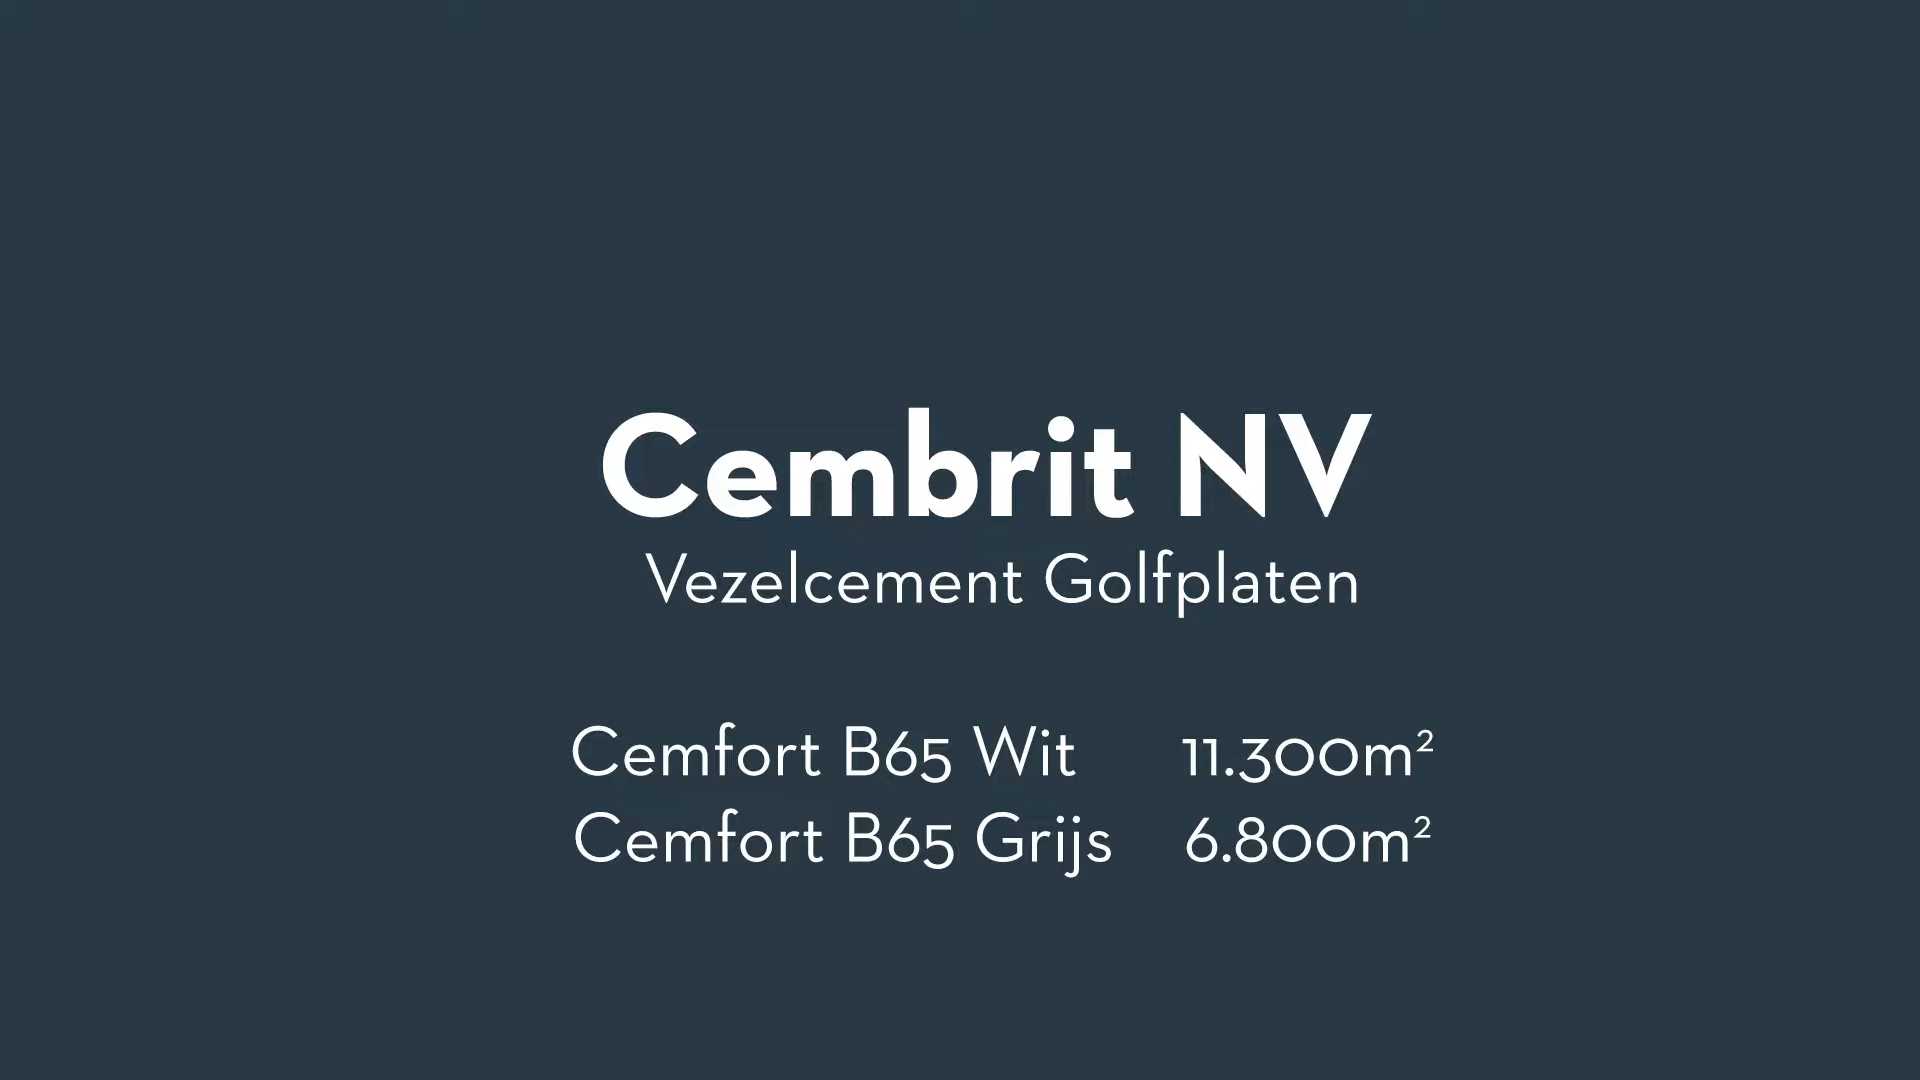 Cembrit NV
Vezelcement Golfplaten
Cemfort B65 Wit 11.300m²
Cemfort B65 Grijs 6.800m²